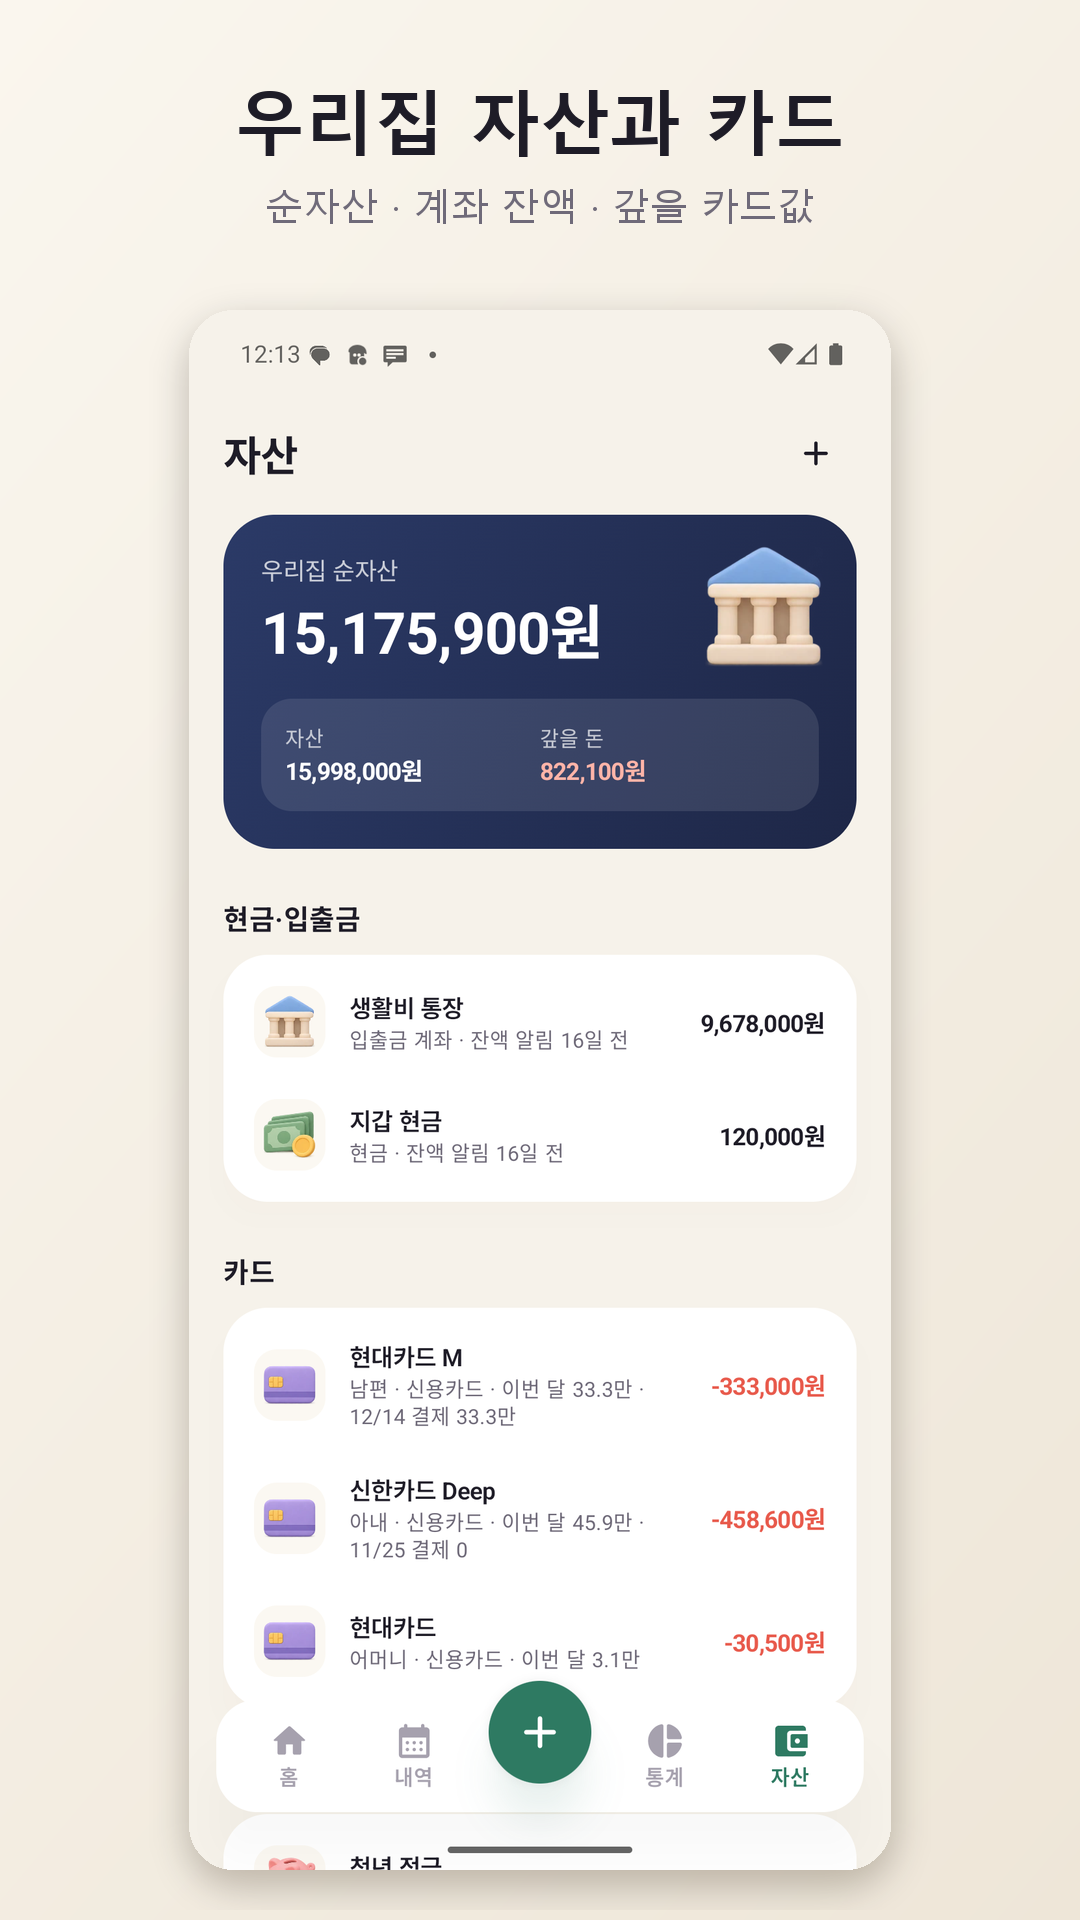 우리집 자산과 카드
순자산 · 계좌 잔액 · 갚을 카드값
12:13
자산
우리집 순자산
15,175,900원
자산 갚을 돈
15,998,000원 822,100원
현금·입출금
생활비 통장
입출금 계좌 · 잔액 알림 16일 전
9,678,000원
지갑 현금
현금 · 잔액 알림 16일 전
120,000원
카드
현대카드 M
남편 · 신용카드 · 이번 달 33.3만 ·
12/14 결제 33.3만
-333,000원
신한카드 Deep
아내 · 신용카드 · 이번 달 45.9만 ·
11/25 결제 0
-458,600원
현대카드
어머니 · 신용카드 · 이번 달 3.1만
-30,500원
홈 내역 통계 자산